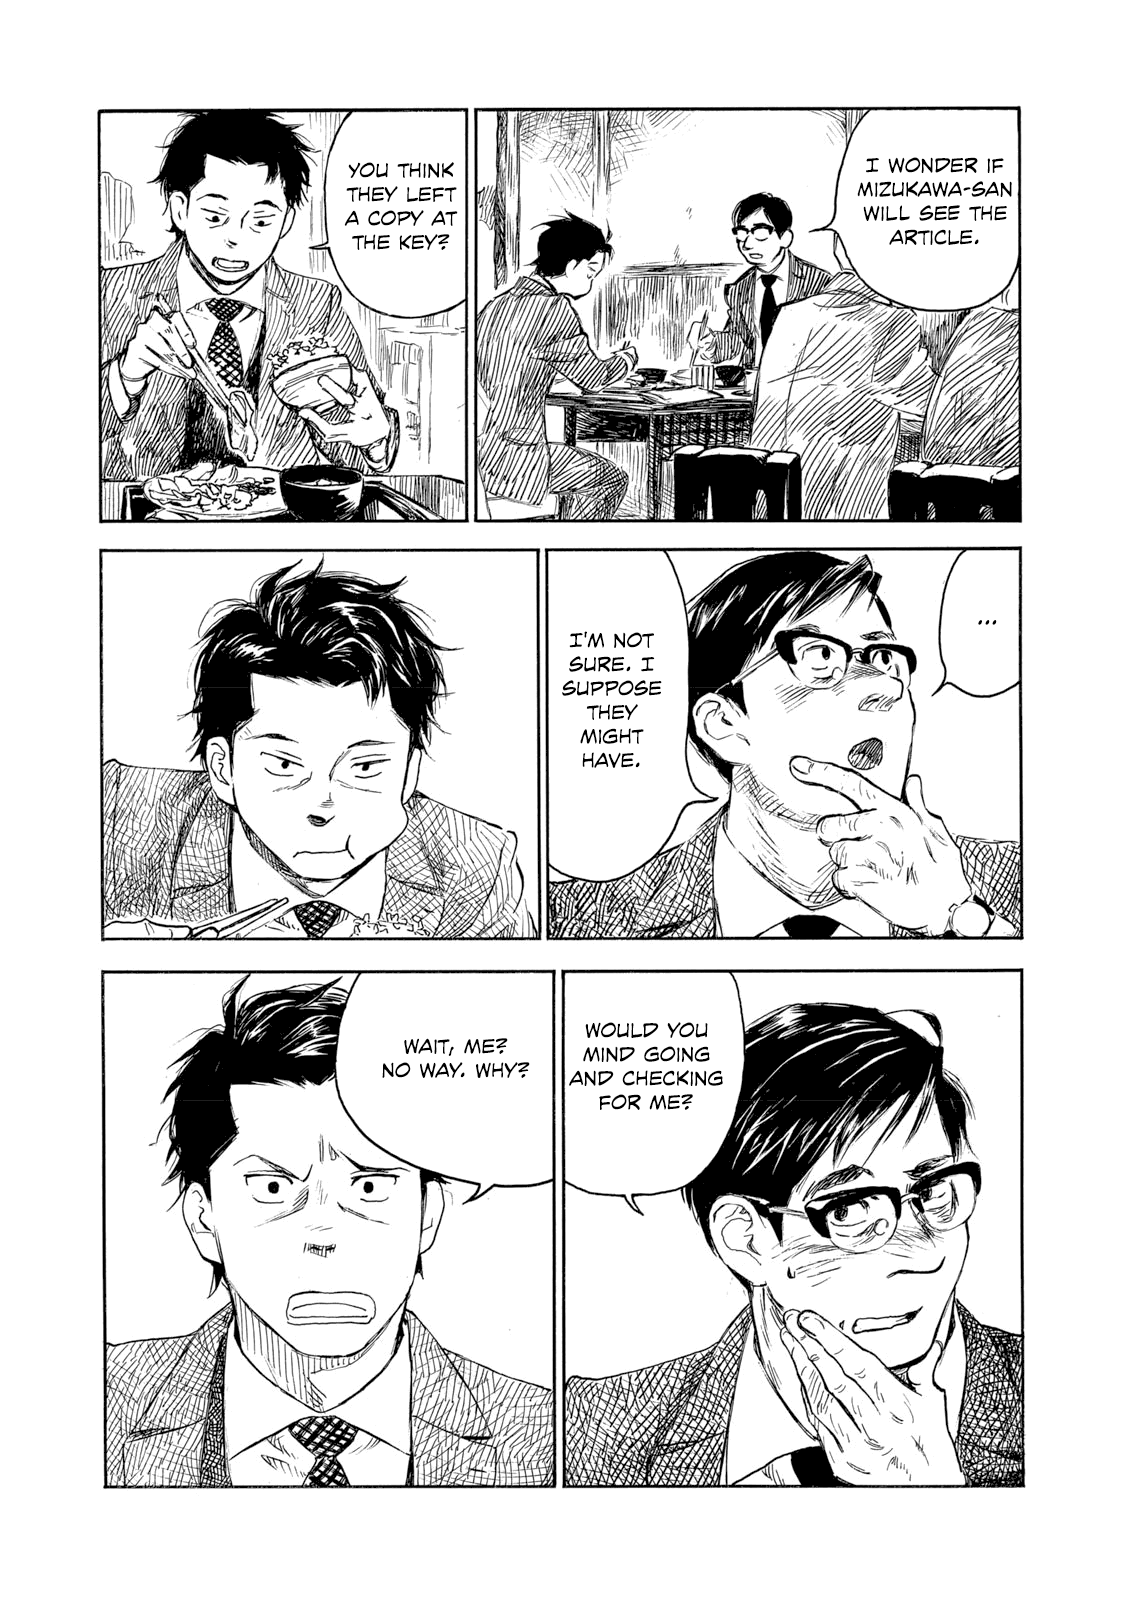 I WONDER IF
MIZUKAWA-SAN
WILL SEE THE
ARTICLE.
YOU THINK
THEY LEFT
A COPY AT
THE KEY?
...
I'M NOT
SURE. I
SUPPOSE
THEY
MIGHT
HAVE.
WOULD YOU
MIND GOING
AND CHECKING
FOR ME?
WAIT, ME?
NO WAY. WHY?